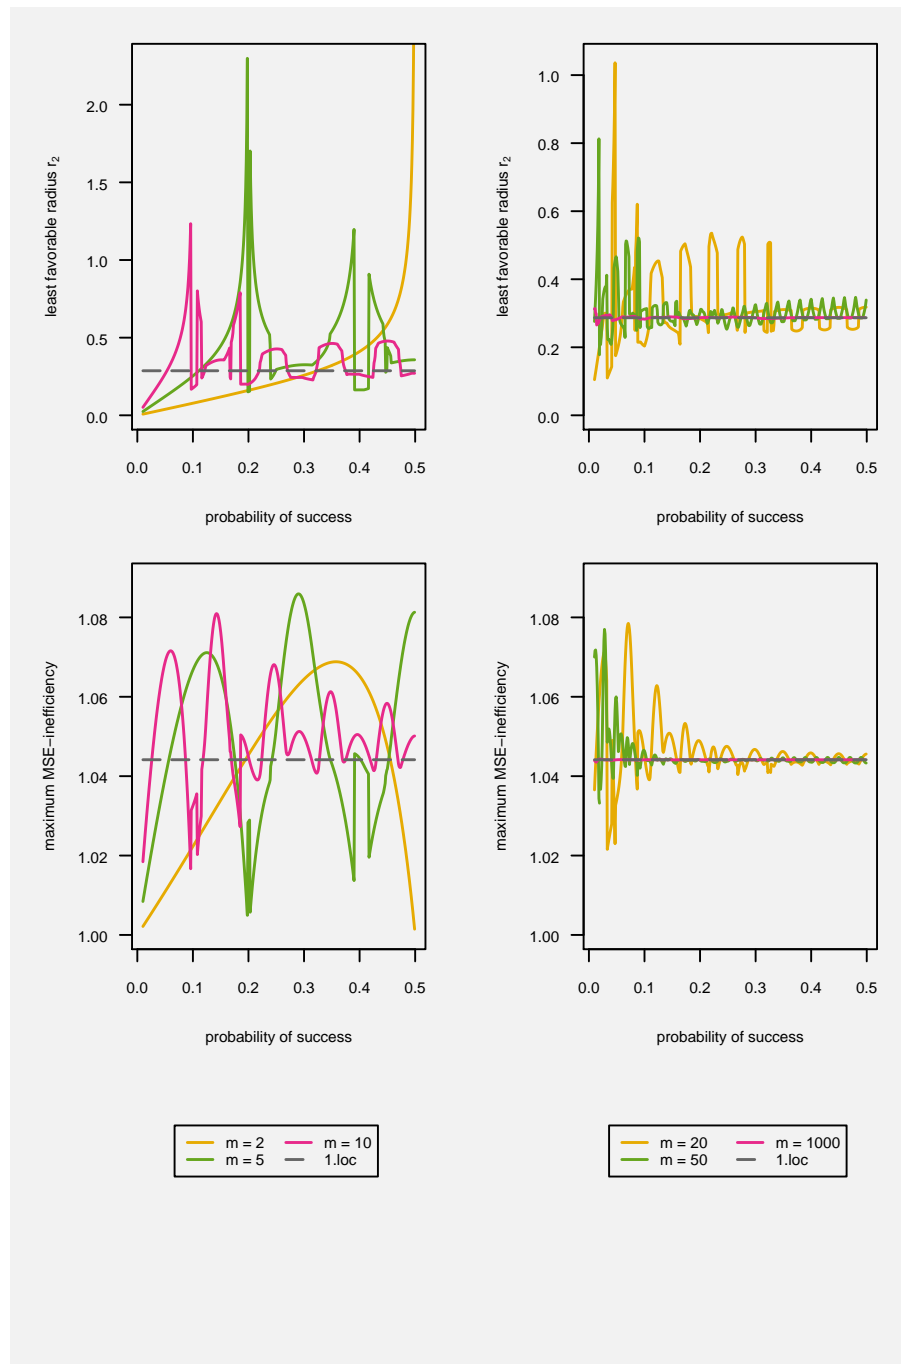 least favorable radius r2
0.0
0.5
1.0
1.5
2.0
0.0 0.1 0.2 0.3 0.4 0.5
probability of success
least favorable radius r2
0.0
0.2
0.4
0.6
0.8
1.0
0.0 0.1 0.2 0.3 0.4 0.5
probability of success
maximum MSE−inefficiency
1.00
1.02
1.04
1.06
1.08
0.0 0.1 0.2 0.3 0.4 0.5
probability of success
maximum MSE−inefficiency
1.00
1.02
1.04
1.06
1.08
0.0 0.1 0.2 0.3 0.4 0.5
probability of success
m = 2 m = 10
m = 5 1.loc
m = 20 m = 1000
m = 50 1.loc